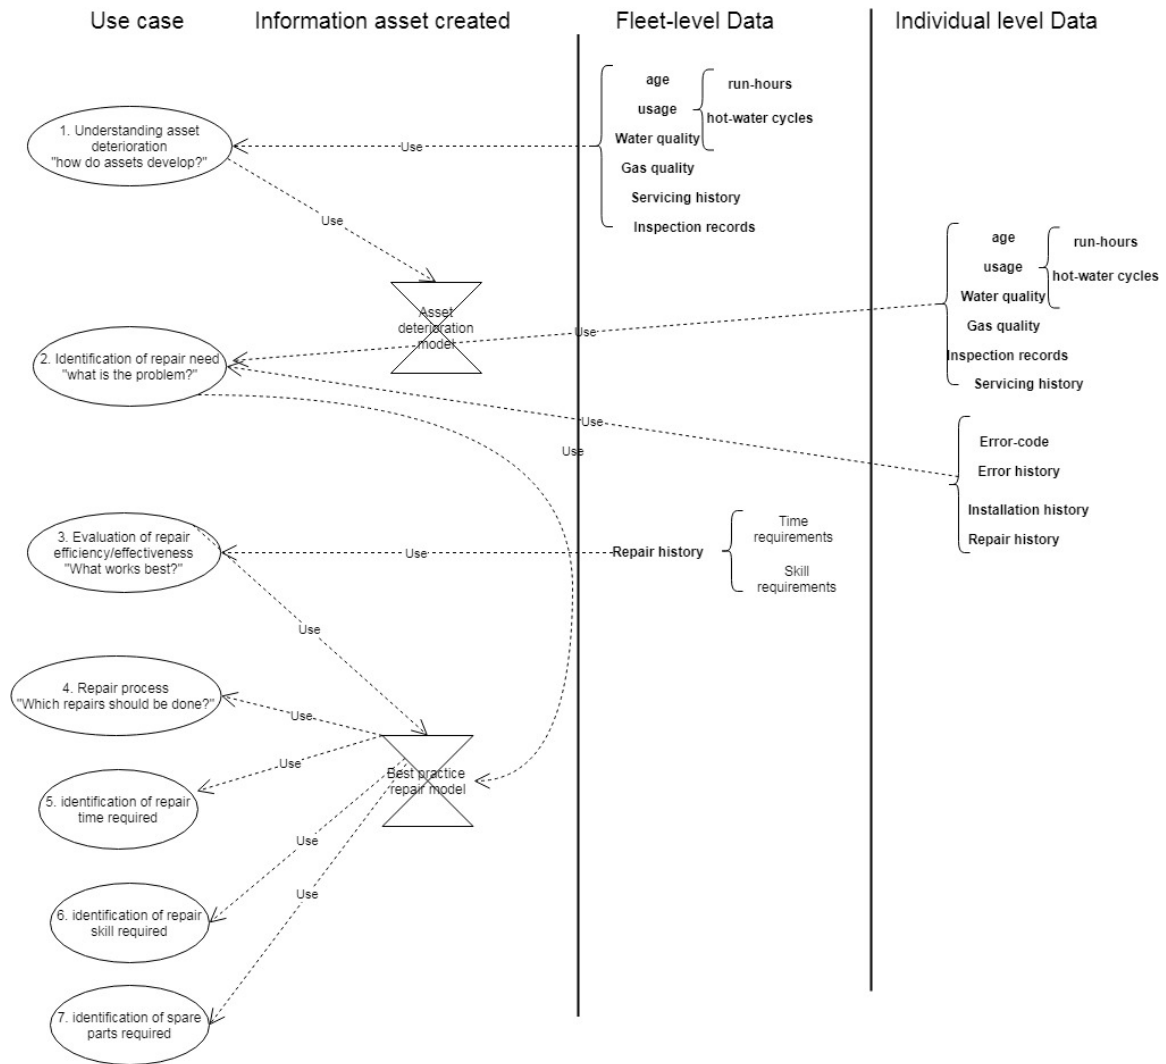 Use case
Information asset created
Fleet-level Data
Individual level Data
age
usage
run-hours
hot-water cycles
Water quality
Gas quality
Servicing history
Inspection records
1. Understanding asset
deterioration
"how do assets develop?"
Use
Use
age
usage
run-hours
hot-water cycles
Water quality
Gas quality
Inspection records
Servicing history
Asset
deterioration
model
Use
2. Identification of repair need
"what is the problem?"
Use
Use
Error-code
Error history
Installation history
Repair history
3. Evaluation of repair
efficiency/effectiveness
"What works best?"
Use
Repair history
Time
requirements
Skill
requirements
Use
4. Repair process
"Which repairs should be done?"
Use
Use
Best practice
repair model
5. identification of repair
time required
Use
Use
6. identification of repair
skill required
7. identification of spare
parts required